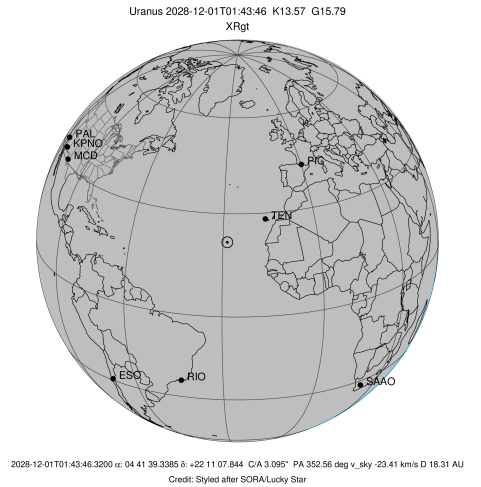 Uranus 2028-12-01T01:43:46 K13.57 G15.79
XRgt
PAL
KPNO
MCD
PIC
TEN
ESO
RIO
SAAO
2028-12-01T01:43:46.3200 α: 04 41 39.3385 δ: +22 11 07.844 C/A 3.095" PA 352.56 deg v_sky -23.41 km/s D 18.31 AU
Credit: Styled after SORA/Lucky Star